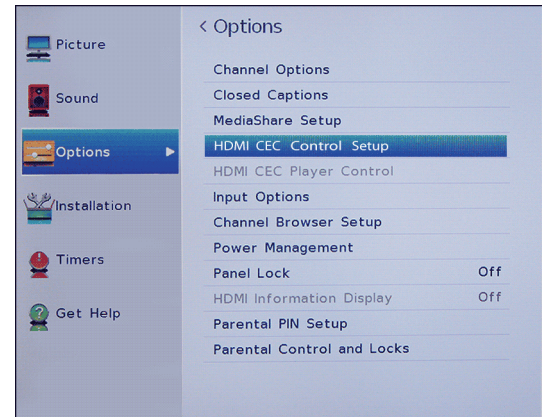 Picture
Sound
Options
Installation
Timers
Get Help
< Options
Channel Options
Closed Captions
MediaShare Setup
HDMI CEC Control Setup
HDMI CEC Player Control
Input Options
Channel Browser Setup
Power Management
Panel Lock Off
HDMI Information Display Off
Parental PIN Setup
Parental Control and Locks